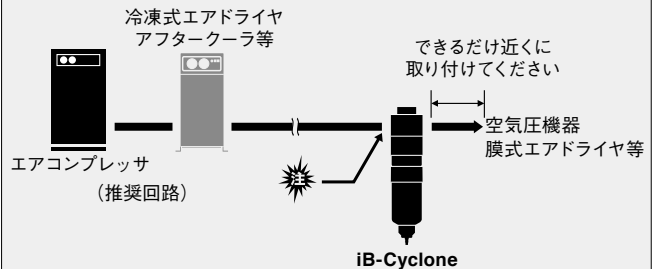 冷凍式エアドライヤ
アフタークーラ等
できるだけ近くに
取り付けてください
エアコンプレッサ
空気圧機器
膜式エアドライヤ等
（推奨回路）
注
iB-Cyclone